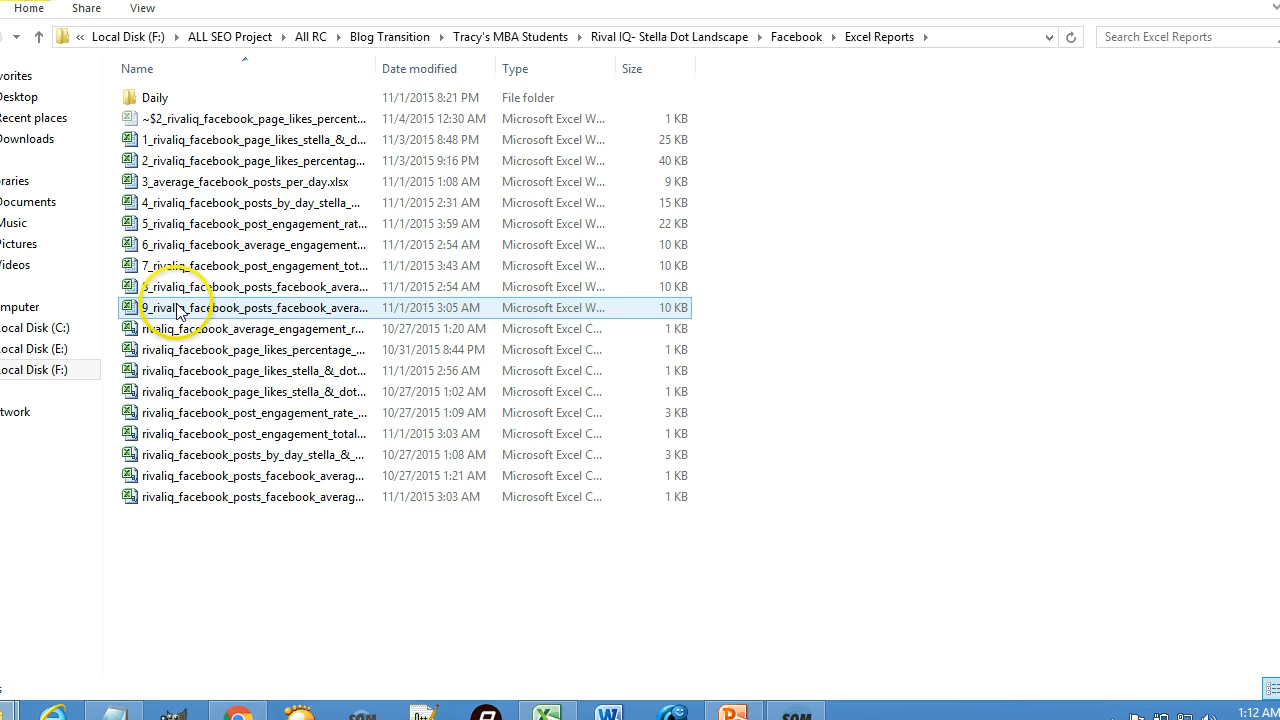 Home Share View
« Local Disk (F:) ALL SEO Project All RC Blog Transition Tracy's MBA Students Rival IQ- Stella Dot Landscape Facebook Excel Reports Search Excel Reports
Name Date modified Type Size
vorites
Desktop
Recent places
Downloads
braries
Documents
Music
Pictures
Videos
mputer
Local Disk (C:)
Local Disk (E:)
Local Disk (F:)
twork
Daily 11/1/2015 8:21 PM File folder
~$2_rivaliq_facebook_page_likes_percent... 11/4/2015 12:30 AM Microsoft Excel W... 1 KB
1_rivaliq_facebook_page_likes_stella_&_d... 11/3/2015 8:48 PM Microsoft Excel W... 25 KB
2_rivaliq_facebook_page_likes_percentag... 11/3/2015 9:16 PM Microsoft Excel W... 40 KB
3_average_facebook_posts_per_day.xlsx 11/1/2015 1:08 AM Microsoft Excel W... 9 KB
4_rivaliq_facebook_posts_by_day_stella_... 11/1/2015 2:31 AM Microsoft Excel W... 15 KB
5_rivaliq_facebook_post_engagement_rat... 11/1/2015 3:59 AM Microsoft Excel W... 22 KB
6_rivaliq_facebook_average_engagement... 11/1/2015 2:54 AM Microsoft Excel W... 10 KB
7_rivaliq_facebook_post_engagement_tot... 11/1/2015 3:43 AM Microsoft Excel W... 10 KB
8_rivaliq_facebook_posts_facebook_avera... 11/1/2015 2:54 AM Microsoft Excel W... 10 KB
9_rivaliq_facebook_posts_facebook_avera... 11/1/2015 3:05 AM Microsoft Excel W... 10 KB
rivaliq_facebook_average_engagement_r... 10/27/2015 1:20 AM Microsoft Excel C... 1 KB
rivaliq_facebook_page_likes_percentage_... 10/31/2015 8:44 PM Microsoft Excel C... 1 KB
rivaliq_facebook_page_likes_stella_&_dot... 11/1/2015 2:56 AM Microsoft Excel C... 1 KB
rivaliq_facebook_page_likes_stella_&_dot... 10/27/2015 1:02 AM Microsoft Excel C... 1 KB
rivaliq_facebook_post_engagement_rate_... 10/27/2015 1:09 AM Microsoft Excel C... 3 KB
rivaliq_facebook_post_engagement_total... 11/1/2015 3:03 AM Microsoft Excel C... 1 KB
rivaliq_facebook_posts_by_day_stella_&_... 10/27/2015 1:08 AM Microsoft Excel C... 3 KB
rivaliq_facebook_posts_facebook_averag... 10/27/2015 1:21 AM Microsoft Excel C... 1 KB
rivaliq_facebook_posts_facebook_averag... 11/1/2015 3:03 AM Microsoft Excel C... 1 KB
1:12 AM